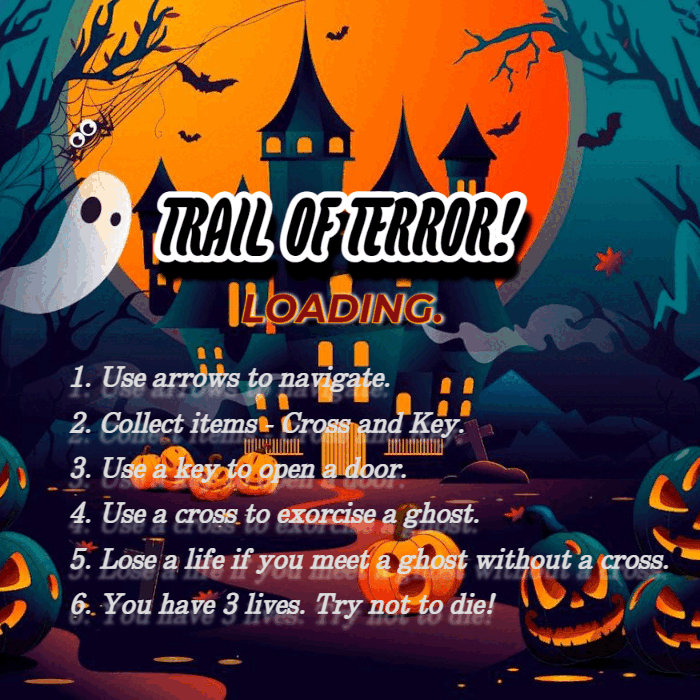 TRAIL OF TERROR!
LOADING.
1. Use arrows to navigate.
2. Collect items - Cross and Key.
3. Use a key to open a door.
4. Use a cross to exorcise a ghost.
5. Lose a life if you meet a ghost without a cross.
6. You have 3 lives. Try not to die!